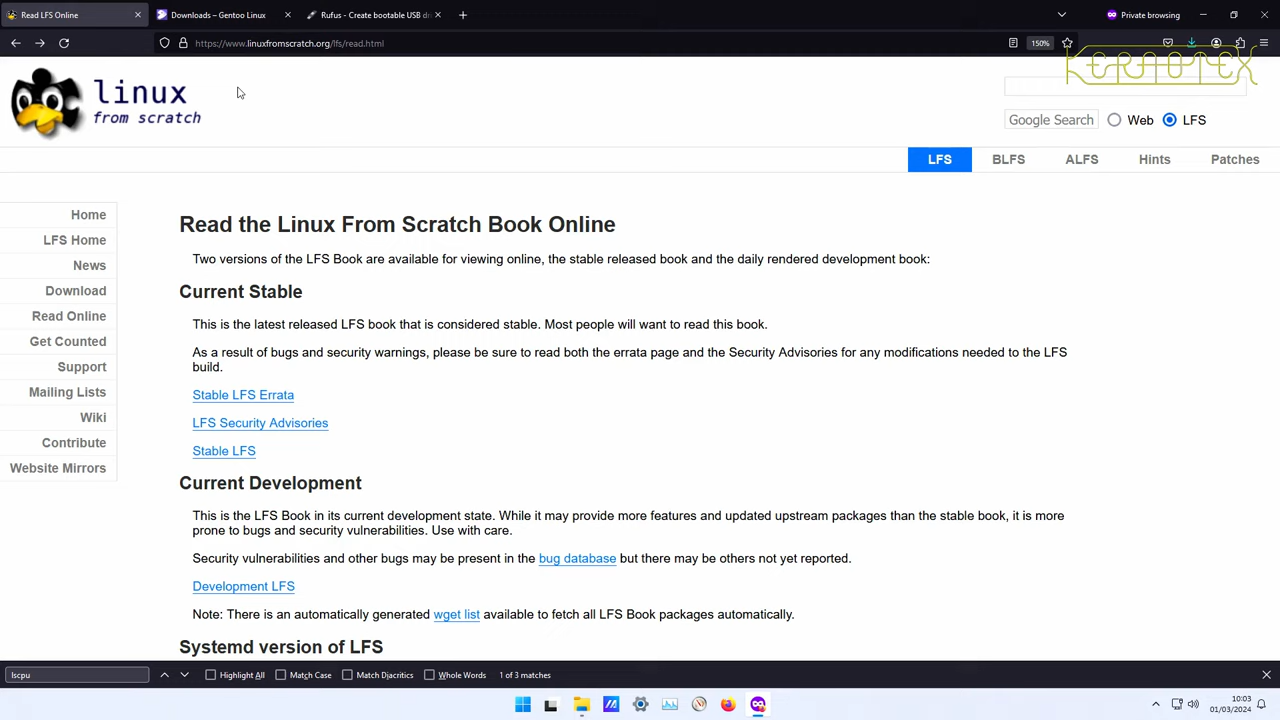 Read LFS Online
Downloads – Gentoo Linux
Rufus - Create bootable USB dri
Private browsing
https://www.linuxfromscratch.org/lfs/read.html
150%
KERNOTEX
linux
from scratch
Google Search
Web
LFS
LFS
BLFS
ALFS
Hints
Patches
Home
LFS Home
News
Download
Read Online
Get Counted
Support
Mailing Lists
Wiki
Contribute
Website Mirrors
Read the Linux From Scratch Book Online
Two versions of the LFS Book are available for viewing online, the stable released book and the daily rendered development book:
Current Stable
This is the latest released LFS book that is considered stable. Most people will want to read this book.
As a result of bugs and security warnings, please be sure to read both the errata page and the Security Advisories for any modifications needed to the LFS
build.
Stable LFS Errata
LFS Security Advisories
Stable LFS
Current Development
This is the LFS Book in its current development state. While it may provide more features and updated upstream packages than the stable book, it is more
prone to bugs and security vulnerabilities. Use with care.
Security vulnerabilities and other bugs may be present in the bug database but there may be others not yet reported.
Development LFS
Note: There is an automatically generated wget list available to fetch all LFS Book packages automatically.
Systemd version of LFS
lscpu
Highlight All
Match Case
Match Diacritics
Whole Words
1 of 3 matches
10:03
01/03/2024